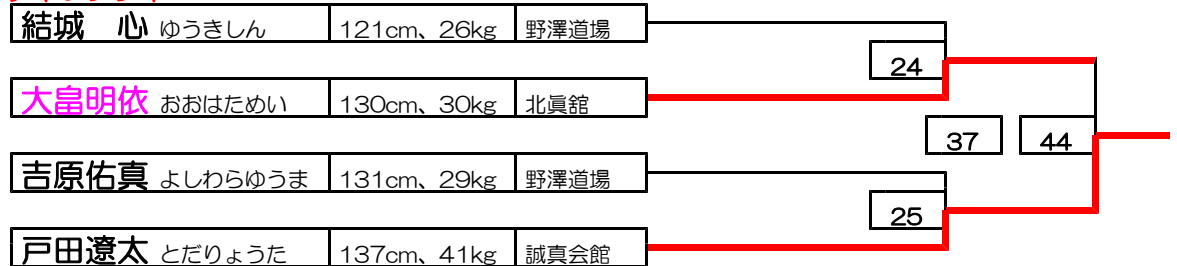 結城 心 ゆうきしん 121cm、26kg 野澤道場
24
大畠明依 おおはためい 130cm、30kg 北眞舘
37 44
吉原佑真 よしわらゆうま 131cm、29kg 野澤道場
25
戸田遼太 とだりょうた 137cm、41kg 誠真会館